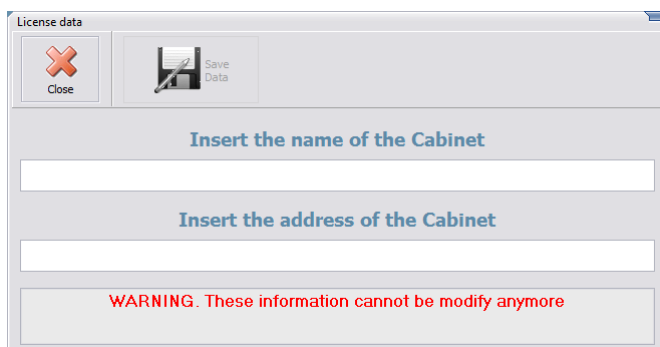 License data
Close
Save
Data
Insert the name of the Cabinet
Insert the address of the Cabinet
WARNING. These information cannot be modify anymore